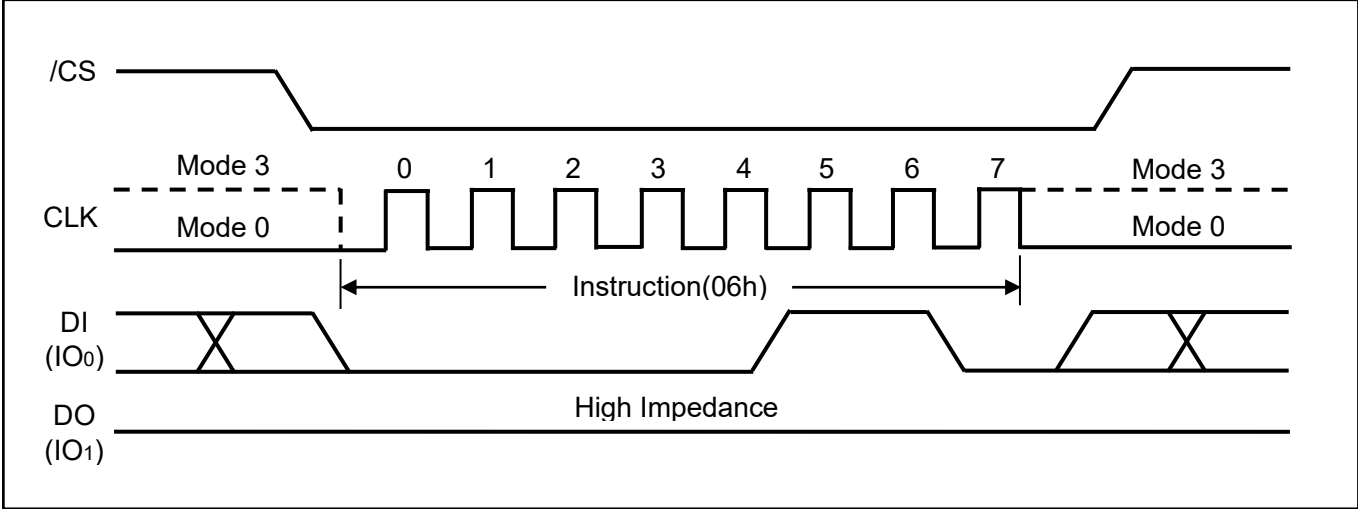 /CS
Mode 3 0 1 2 3 4 5 6 7 Mode 3
CLK
Mode 0 Mode 0
Instruction(06h)
DI
(IO0)
High Impedance
DO
(IO1)